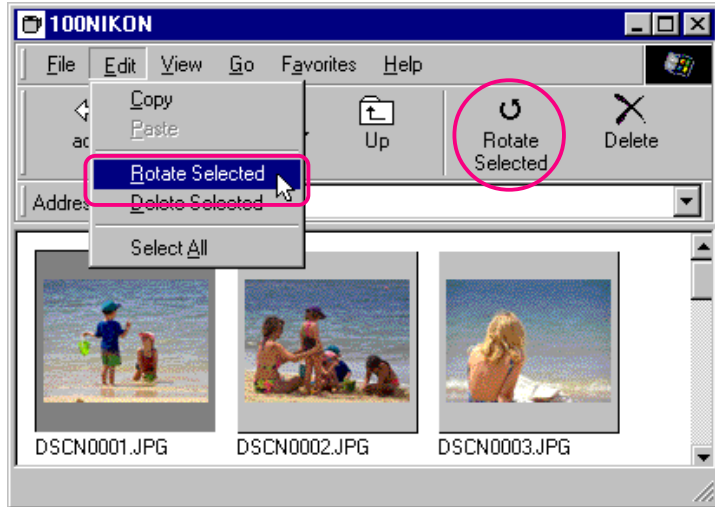 100NIKON
File Edit View Go Favorites Help
Copy
Paste
Rotate Selected
Delete Selected
Select All
Up
Rotate
Selected
Delete
DSCN0001.JPG DSCN0002.JPG DSCN0003.JPG